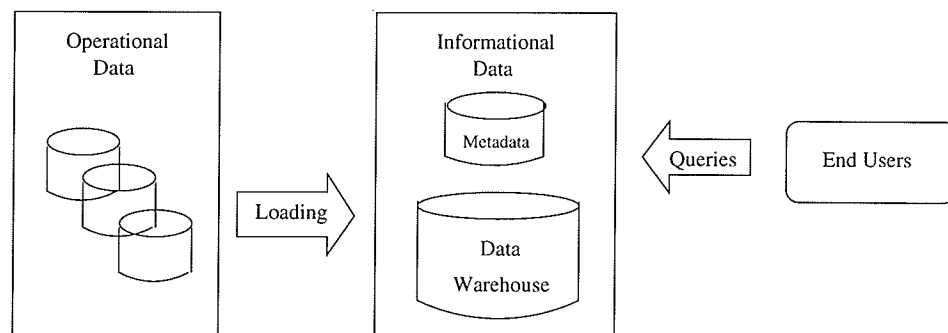 Operational
Data
Loading
Informational
Data
Metadata
Data
Warehouse
Queries
End Users